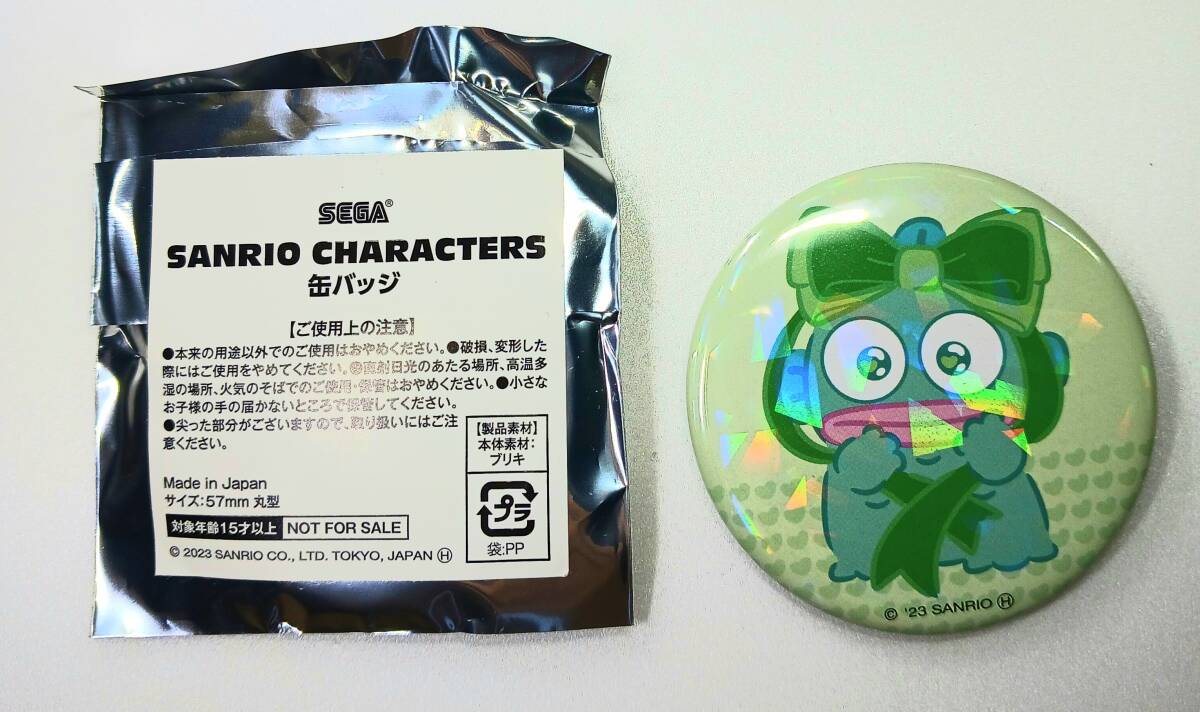 SEGA®
SANRIO CHARACTERS
缶バッジ
【ご使用上の注意】
●本来の用途以外でのご使用はおやめください。●破損、変形した
際にはご使用をやめてください。●直射日光のあたる場所、高温多
湿の場所、火気のそばでのご使用・保管はおやめください。●小さな
お子様の手の届かないところで保管してください。
●尖った部分がございますので、取り扱いにはご注
意ください。
【製品素材】
本体素材:
ブリキ
プラ
袋:PP
Made in Japan
サイズ:57mm 丸型
対象年齢15才以上 NOT FOR SALE
© 2023 SANRIO CO., LTD. TOKYO, JAPAN Ⓗ
© '23 SANRIO Ⓗ